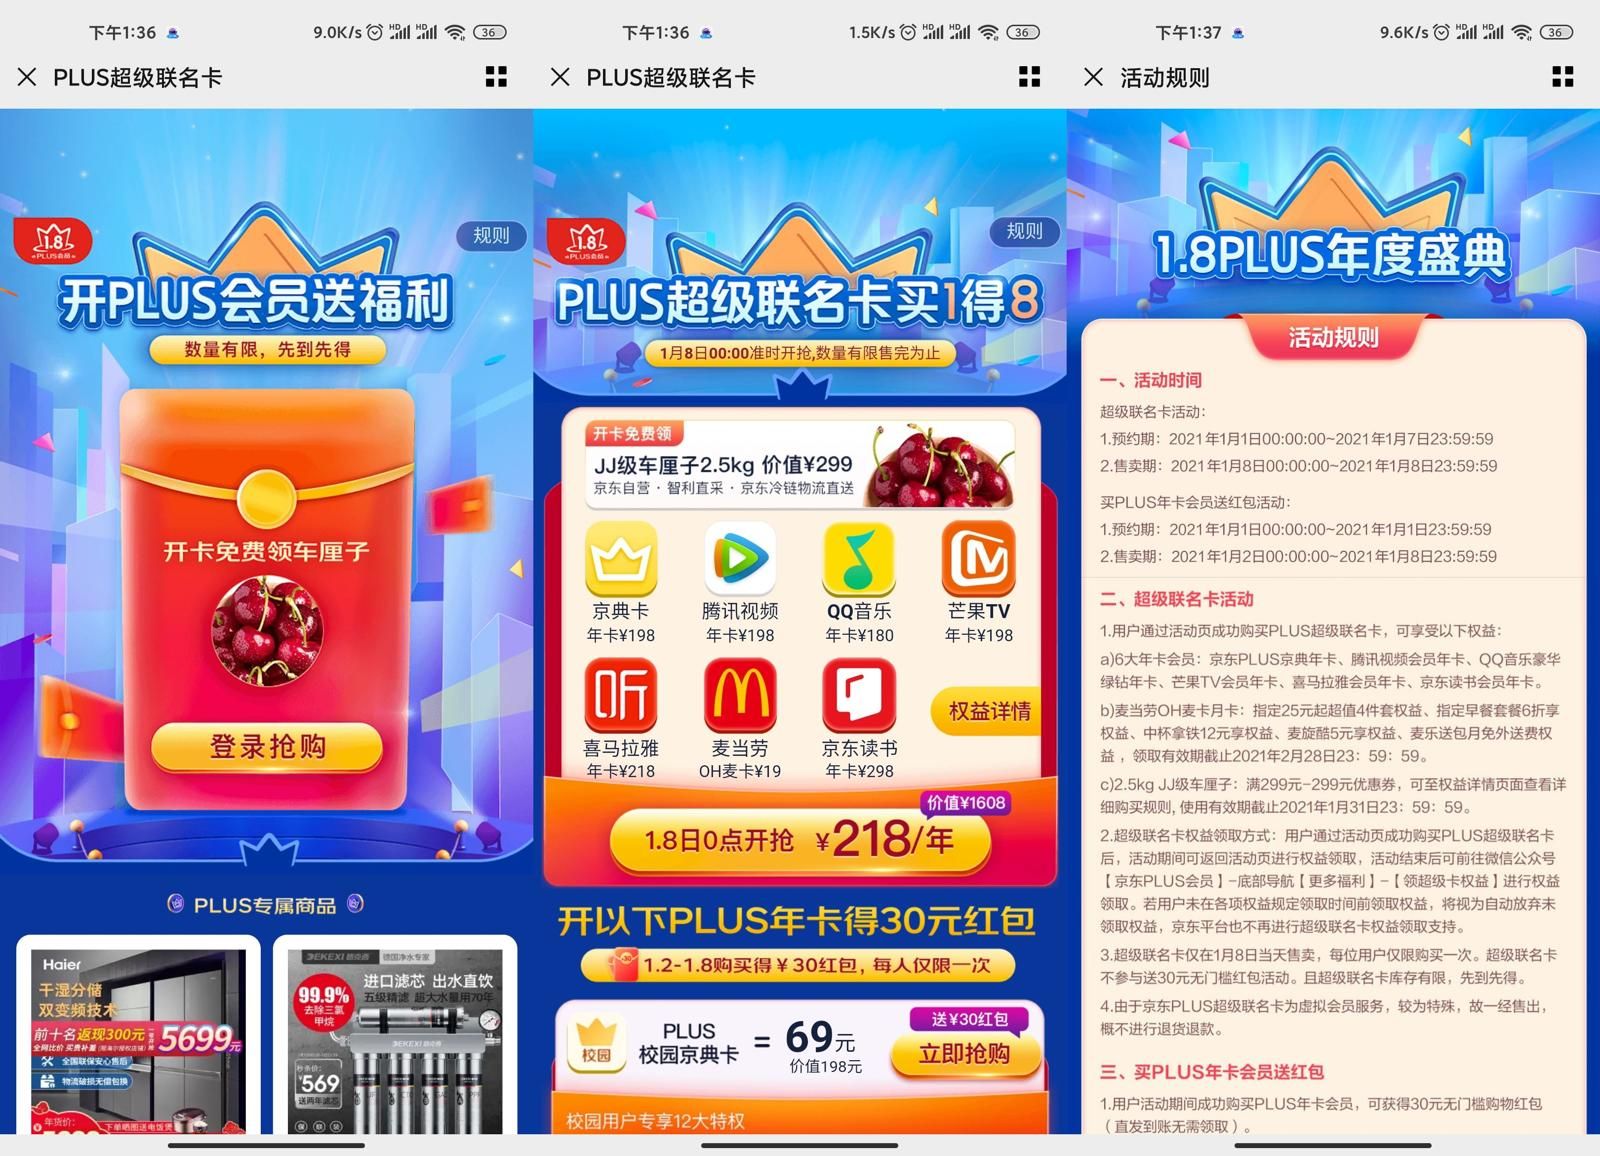 下午1:36
9.0K/s
HD
HD
36
PLUS超级联名卡
1.8
PLUS会员
规则
开PLUS会员送福利
数量有限，先到先得
开卡免费领车厘子
登录抢购
PLUS专属商品
Haier
干湿分储
双变频技术
前十名返现300元
5699元
全国联保安心售后
物流破损无偿包换
年货价：
下单晒图送电饭煲
DEKEXI
德国净水专家
进口滤芯 出水直饮
五级精滤 超大水量用70年
99.9%
去除三氯
甲烷
DEKEXI
秒杀价：
¥569
送两年滤芯
保
联
装
下午1:36
1.5K/s
HD
HD
36
PLUS超级联名卡
1.8
PLUS会员
规则
PLUS超级联名卡买1得8
1月8日00:00准时开抢,数量有限售完为止
开卡免费领
JJ级车厘子2.5kg 价值¥299
京东自营 · 智利直采 · 京东冷链物流直送
京典卡
年卡¥198
腾讯视频
年卡¥198
QQ音乐
年卡¥180
芒果TV
年卡¥198
听
喜马拉雅
年卡¥218
麦当劳
OH麦卡¥19
京东读书
年卡¥298
权益详情
价值¥1608
1.8日0点开抢 ¥218/年
开以下PLUS年卡得30元红包
1.2-1.8购买得￥30红包，每人仅限一次
校园
PLUS
校园京典卡
=
69元
价值198元
送¥30红包
立即抢购
校园用户专享12大特权
下午1:37
9.6K/s
HD
HD
36
活动规则
1.8PLUS年度盛典
活动规则
一、活动时间
超级联名卡活动：
1.预约期：2021年1月1日00:00:00~2021年1月7日23:59:59
2.售卖期：2021年1月8日00:00:00~2021年1月8日23:59:59
买PLUS年卡会员送红包活动：
1.预约期：2021年1月1日00:00:00~2021年1月1日23:59:59
2.售卖期：2021年1月2日00:00:00~2021年1月8日23:59:59
二、超级联名卡活动
1.用户通过活动页成功购买PLUS超级联名卡，可享受以下权益：
a)6大年卡会员：京东PLUS京典年卡、腾讯视频会员年卡、QQ音乐豪华
绿钻年卡、芒果TV会员年卡、喜马拉雅会员年卡、京东读书会员年卡。
b)麦当劳OH麦卡月卡：指定25元起超值4件套权益、指定早餐套餐6折享
权益、中杯拿铁12元享权益、麦旋酷5元享权益、麦乐送包月免外送费权
益 ，领取有效期截止2021年2月28日23：59：59。
c)2.5kg JJ级车厘子：满299元-299元优惠券，可至权益详情页面查看详
细购买规则, 使用有效期截止2021年1月31日23：59：59。
2.超级联名卡权益领取方式：用户通过活动页成功购买PLUS超级联名卡
后，活动期间可返回活动页进行权益领取，活动结束后可前往微信公众号
【京东PLUS会员】-底部导航【更多福利】-【领超级卡权益】进行权益
领取。若用户未在各项权益规定领取时间前领取权益，将视为自动放弃未
领取权益，京东平台也不再进行超级联名卡权益领取支持。
3.超级联名卡仅在1月8日当天售卖，每位用户仅限购买一次。超级联名卡
不参与送30元无门槛红包活动。且超级联名卡库存有限，先到先得。
4.由于京东PLUS超级联名卡为虚拟会员服务，较为特殊，故一经售出，
概不进行退货退款。
三、买PLUS年卡会员送红包
1.用户活动期间成功购买PLUS年卡会员，可获得30元无门槛购物红包
（直发到账无需领取）。